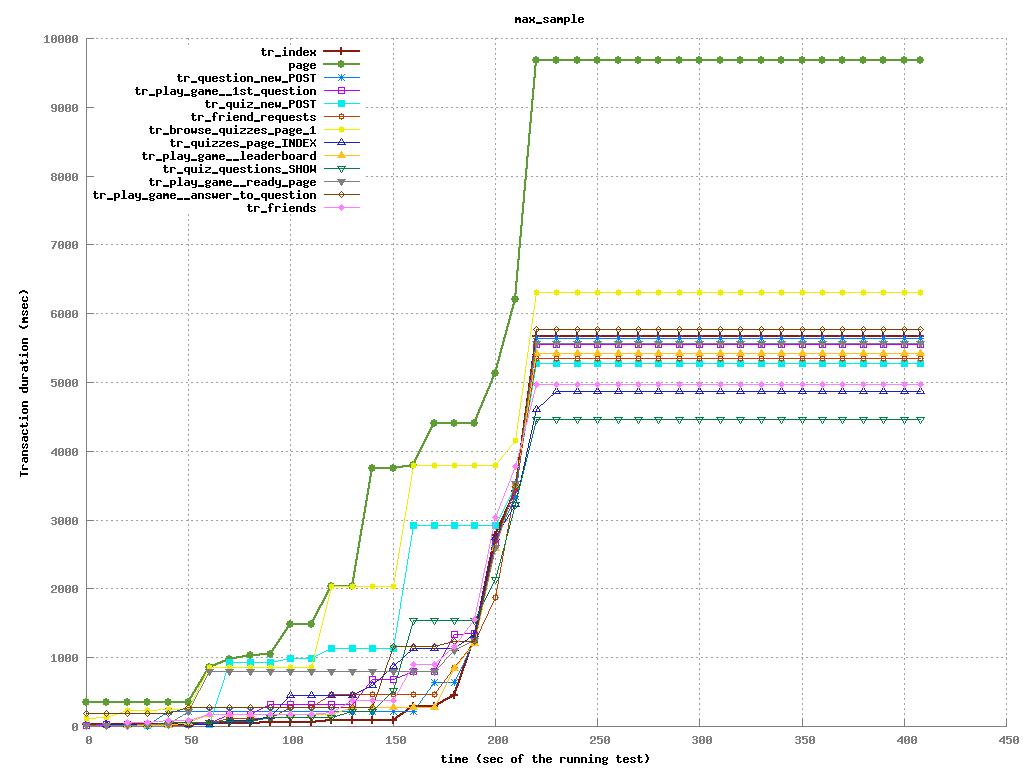 max_sample
10000
9000
8000
7000
6000
5000
4000
3000
2000
1000
0
Transaction duration (msec)
tr_index
page
tr_question_new_POST
tr_play_game__1st_question
tr_quiz_new_POST
tr_friend_requests
tr_browse_quizzes_page_1
tr_quizzes_page_INDEX
tr_play_game__leaderboard
tr_quiz_questions_SHOW
tr_play_game__ready_page
tr_play_game__answer_to_question
tr_friends
0 50 100 150 200 250 300 350 400 450
time (sec of the running test)